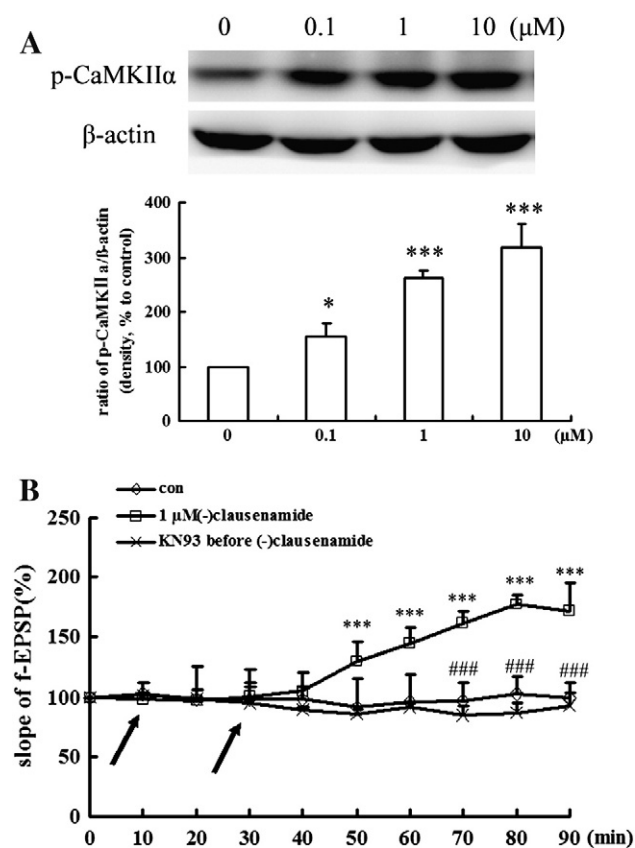 A
0 0.1 1 10 (μM)
p-CaMKIIα
β-actin
ratio of p-CaMKII a/ß-actin
(density, % to control)
400
300
200
100
0
*
***
***
0 0.1 1 10 (μM)
B
con
1 μM(-)clausenamide
KN93 before (-)clausenamide
slope of f-EPSP(%)
250
200
150
100
50
0
*** *** *** *** ***
### ### ###
0 10 20 30 40 50 60 70 80 90 (min)